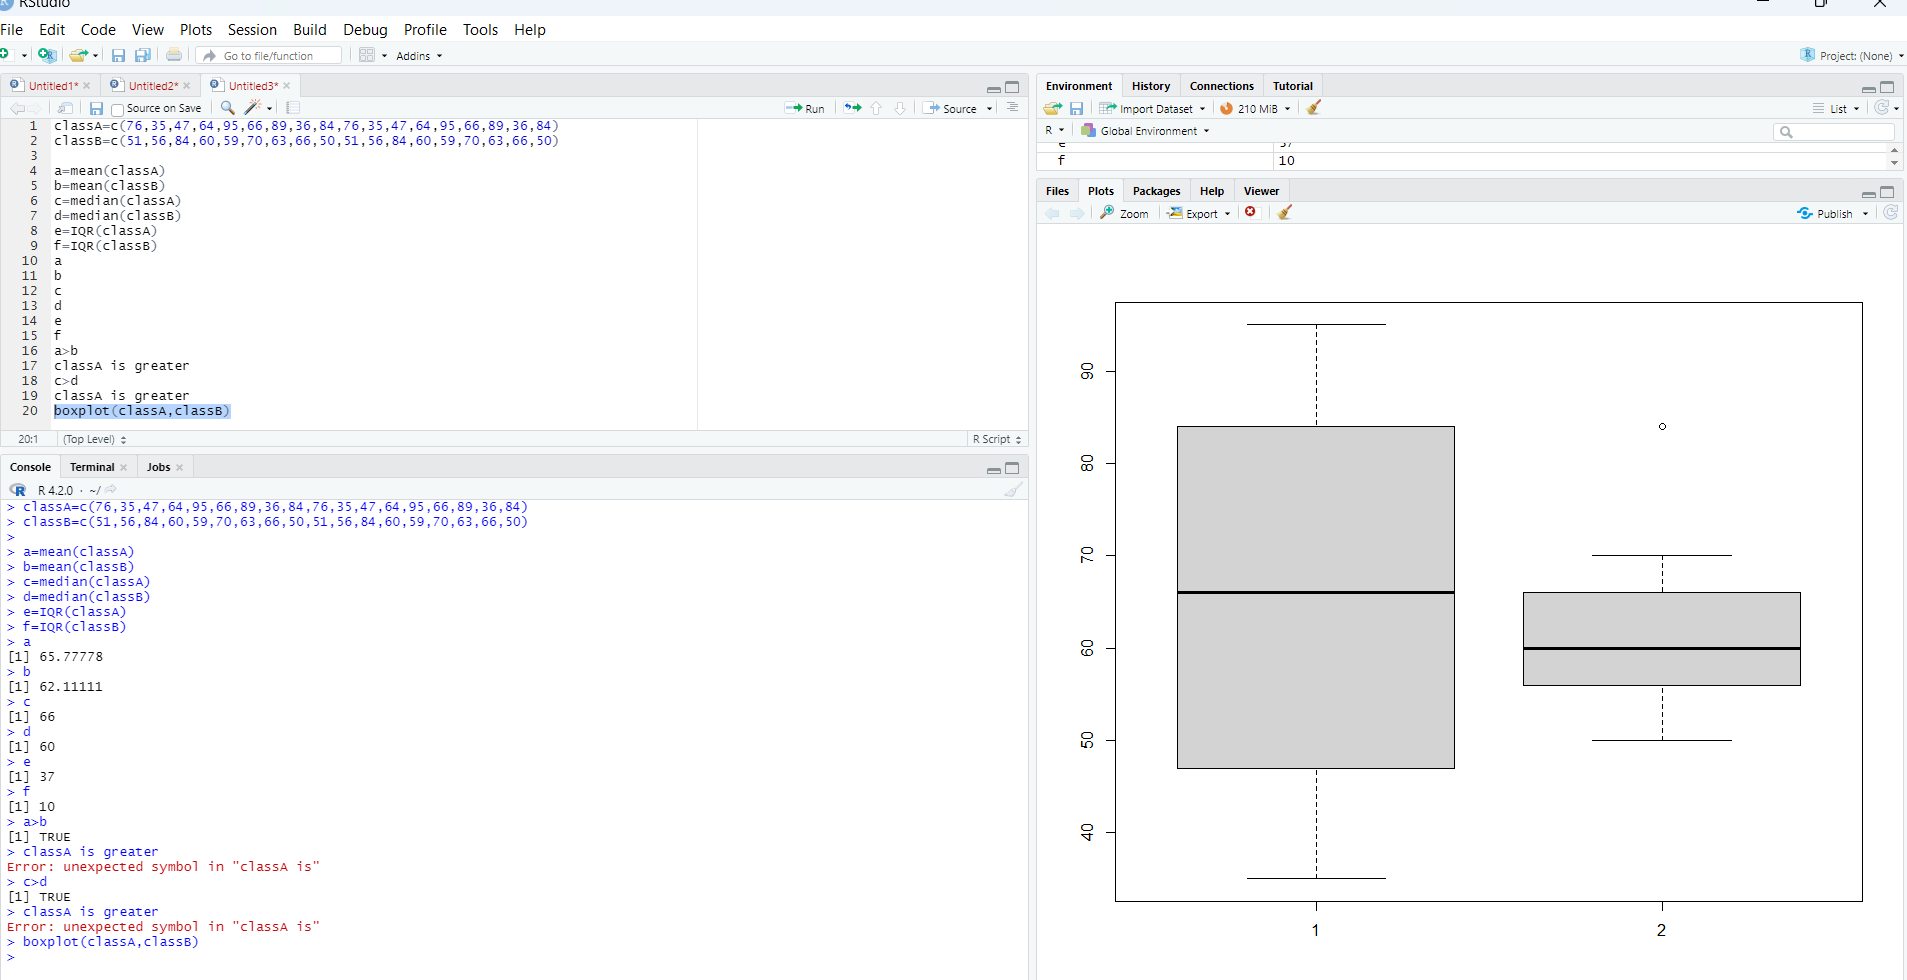 RStudio
File Edit Code View Plots Session Build Debug Profile Tools Help
Go to file/function Addins Project: (None)
Untitled1* Untitled2* Untitled3*
Source on Save Run Source
1 classA=c(76,35,47,64,95,66,89,36,84,76,35,47,64,95,66,89,36,84)
2 classB=c(51,56,84,60,59,70,63,66,50,51,56,84,60,59,70,63,66,50)
3
4 a=mean(classA)
5 b=mean(classB)
6 c=median(classA)
7 d=median(classB)
8 e=IQR(classA)
9 f=IQR(classB)
10 a
11 b
12 c
13 d
14 e
15 f
16 a>b
17 classA is greater
18 c>d
19 classA is greater
20 boxplot(classA,classB)
20:1 (Top Level) R Script
Console Terminal Jobs
R 4.2.0 · ~/
> classA=c(76,35,47,64,95,66,89,36,84,76,35,47,64,95,66,89,36,84)
> classB=c(51,56,84,60,59,70,63,66,50,51,56,84,60,59,70,63,66,50)
>
> a=mean(classA)
> b=mean(classB)
> c=median(classA)
> d=median(classB)
> e=IQR(classA)
> f=IQR(classB)
> a
[1] 65.77778
> b
[1] 62.11111
> c
[1] 66
> d
[1] 60
> e
[1] 37
> f
[1] 10
> a>b
[1] TRUE
> classA is greater
Error: unexpected symbol in "classA is"
> c>d
[1] TRUE
> classA is greater
Error: unexpected symbol in "classA is"
> boxplot(classA,classB)
>
Environment History Connections Tutorial
Import Dataset 210 MiB List
R Global Environment
e 37
f 10
Files Plots Packages Help Viewer
Zoom Export Publish
90
80
70
60
50
40
1 2